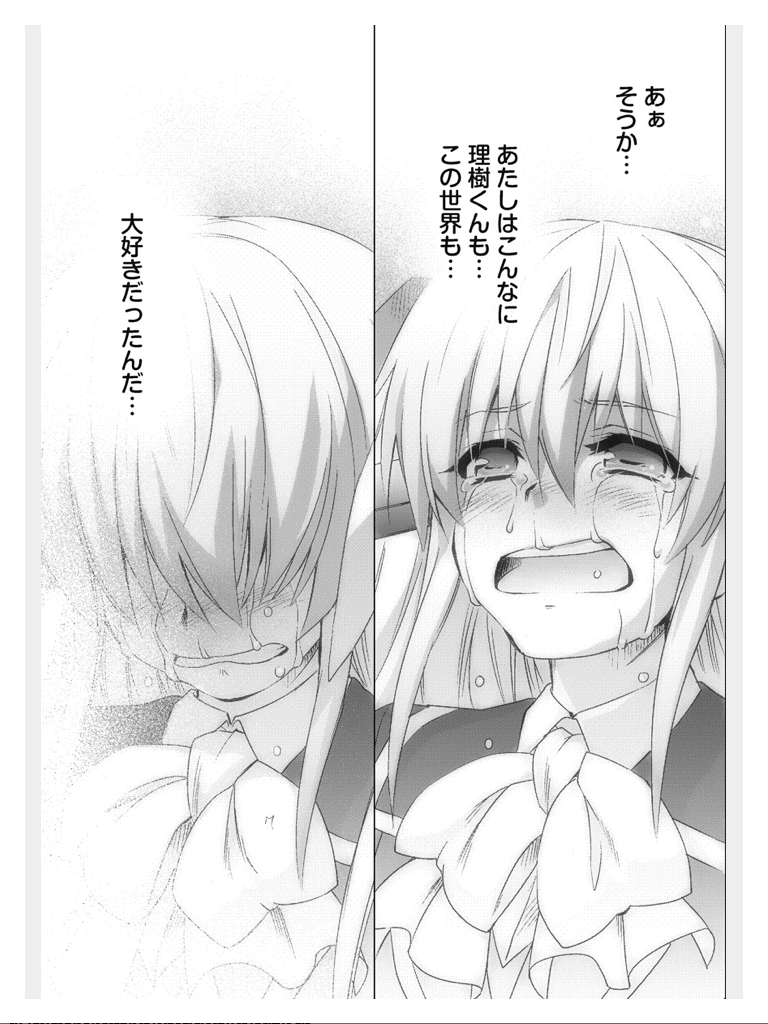 あぁ
そうか…
あたしはこんなに
理樹くんも…
この世界も…
大好きだったんだ…